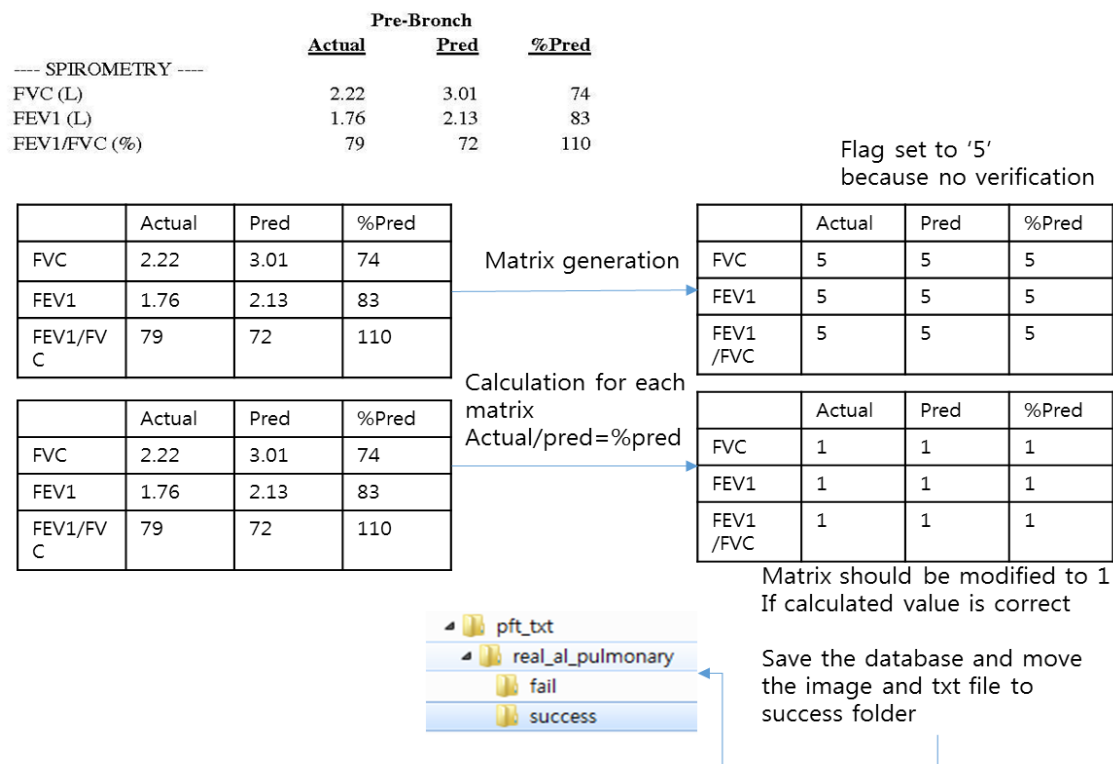 Pre-Bronch
Actual Pred %Pred
---- SPIROMETRY ----
FVC (L) 2.22 3.01 74
FEV1 (L) 1.76 2.13 83
FEV1/FVC (%) 79 72 110
Flag set to '5'
because no verification
Actual Pred %Pred
FVC 2.22 3.01 74
FEV1 1.76 2.13 83
FEV1/FV
C 79 72 110
Matrix generation
Actual Pred %Pred
FVC 5 5 5
FEV1 5 5 5
FEV1
/FVC 5 5 5
Calculation for each
matrix
Actual/pred=%pred
Actual Pred %Pred
FVC 2.22 3.01 74
FEV1 1.76 2.13 83
FEV1/FV
C 79 72 110
Actual Pred %Pred
FVC 1 1 1
FEV1 1 1 1
FEV1
/FVC 1 1 1
Matrix should be modified to 1
If calculated value is correct
pft_txt
real_al_pulmonary
fail
success
Save the database and move
the image and txt file to
success folder